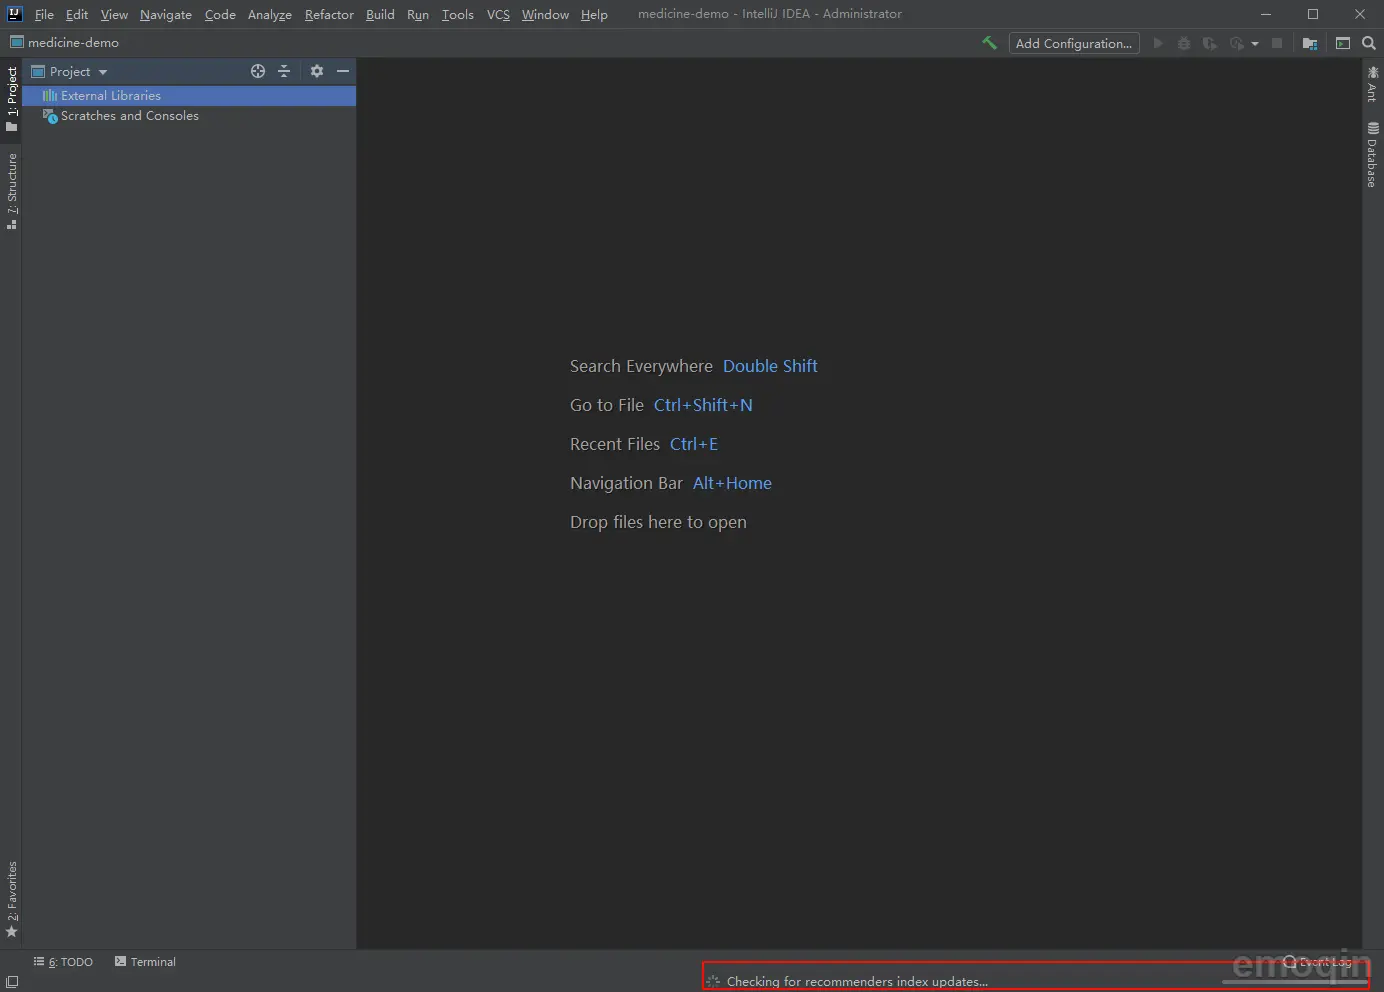 IJ File Edit View Navigate Code Analyze Refactor Build Run Tools VCS Window Help medicine-demo - IntelliJ IDEA - Administrator
medicine-demo Add Configuration...
1: Project
Project
External Libraries
Scratches and Consoles
Ant
Database
7: Structure
Search Everywhere Double Shift
Go to File Ctrl+Shift+N
Recent Files Ctrl+E
Navigation Bar Alt+Home
Drop files here to open
2: Favorites
6: TODO Terminal Event Log
emoqin
Checking for recommenders index updates...